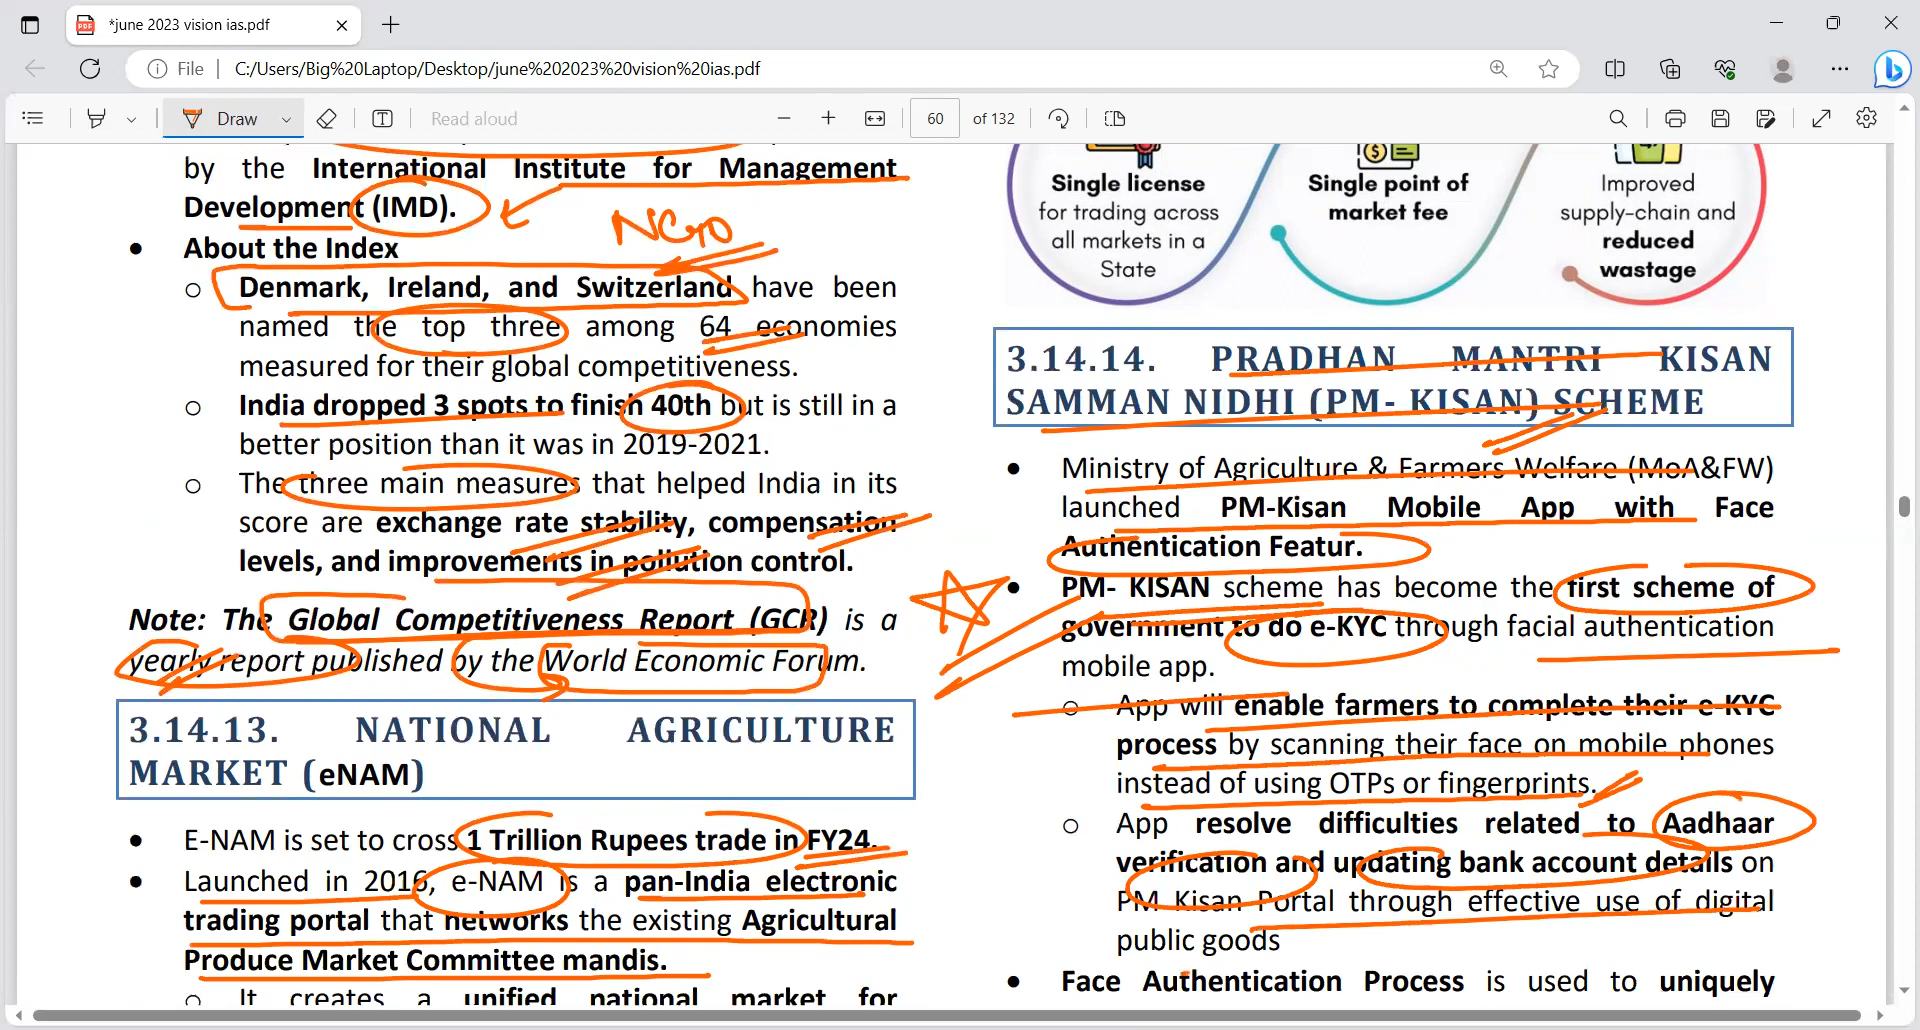 *june 2023 vision ias.pdf
File
C:/Users/Big%20Laptop/Desktop/june%202023%20vision%20ias.pdf
Draw
Read aloud
60
of 132
by the International Institute for Management
Development (IMD).
NGO
• About the Index
o Denmark, Ireland, and Switzerland have been
named the top three among 64 economies
measured for their global competitiveness.
o India dropped 3 spots to finish 40th but is still in a
better position than it was in 2019-2021.
o The three main measures that helped India in its
score are exchange rate stability, compensation
levels, and improvements in pollution control.
Note: The Global Competitiveness Report (GCR) is a
yearly report published by the World Economic Forum.
3.14.13. NATIONAL AGRICULTURE
MARKET (eNAM)
• E-NAM is set to cross 1 Trillion Rupees trade in FY24.
• Launched in 2016, e-NAM is a pan-India electronic
trading portal that networks the existing Agricultural
Produce Market Committee mandis.
o It creates a unified national market for
Single license
for trading across
all markets in a
State
Single point of
market fee
Improved
supply-chain and
reduced
wastage
3.14.14. PRADHAN MANTRI KISAN
SAMMAN NIDHI (PM- KISAN) SCHEME
• Ministry of Agriculture & Farmers Welfare (MoA&FW)
launched PM-Kisan Mobile App with Face
Authentication Featur.
• PM- KISAN scheme has become the first scheme of
government to do e-KYC through facial authentication
mobile app.
o App will enable farmers to complete their e-KYC
process by scanning their face on mobile phones
instead of using OTPs or fingerprints.
o App resolve difficulties related to Aadhaar
verification and updating bank account details on
PM Kisan Portal through effective use of digital
public goods
• Face Authentication Process is used to uniquely